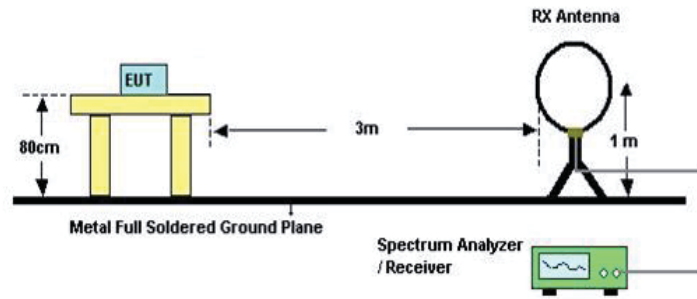 RX Antenna
EUT
3m
80cm
1 m
Metal Full Soldered Ground Plane
Spectrum Analyzer
/ Receiver